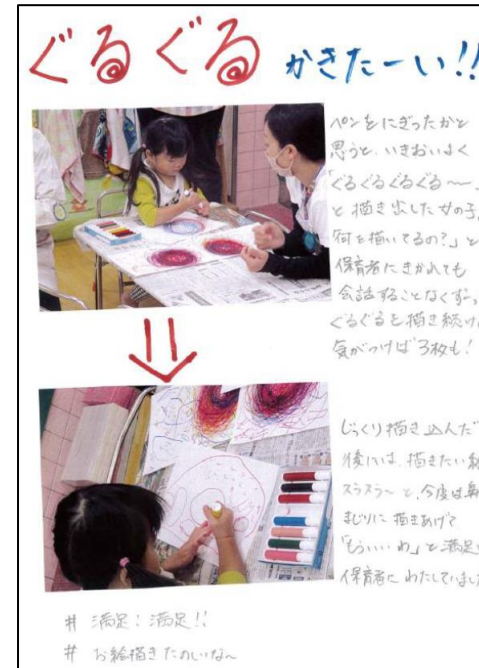 ぐるぐる かきたーい!!
ペンをにぎったかと
思うと、いきおいよく
「ぐるぐるぐるぐる〜
と描き出した女の子。
「何を描いてるの?」と
保育者にきかれても
会話することなくずっ
ぐるぐると描き続け、
気がつけば3枚も!
じっくり描き込んだ
後には、描きたい絵
スラスラ〜と、今度は鼻
まじりに描きあげて
「もういいわ」と満足
保育者にわたしていました
# 満足!満足!!
# お絵描きたのしいな〜